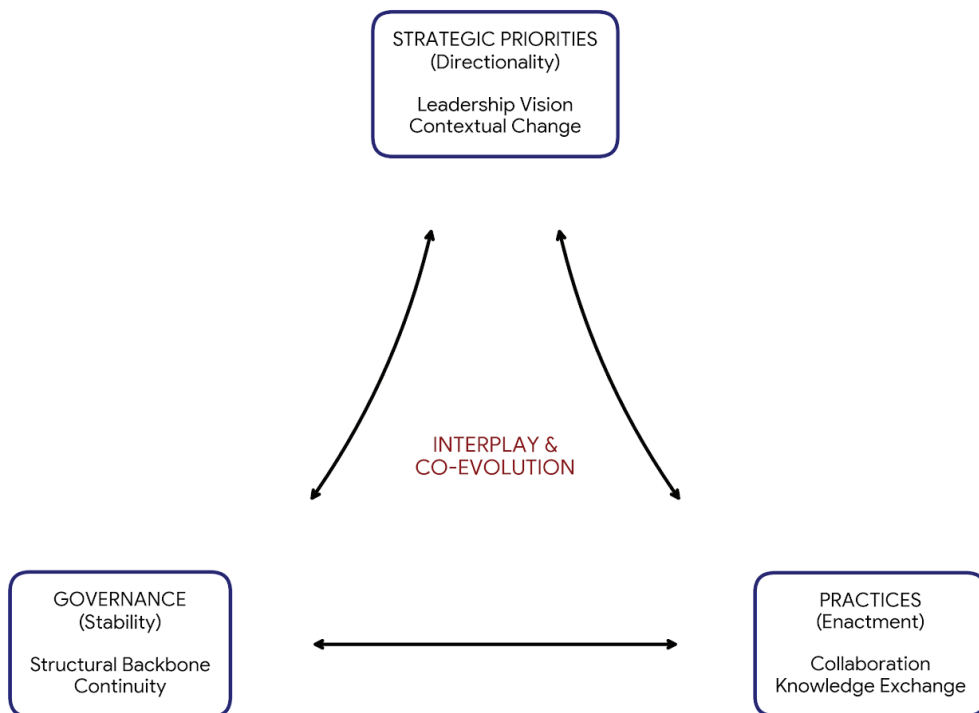 STRATEGIC PRIORITIES
(Directionality)
Leadership Vision
Contextual Change
INTERPLAY &
CO-EVOLUTION
GOVERNANCE
(Stability)
Structural Backbone
Continuity
PRACTICES
(Enactment)
Collaboration
Knowledge Exchange